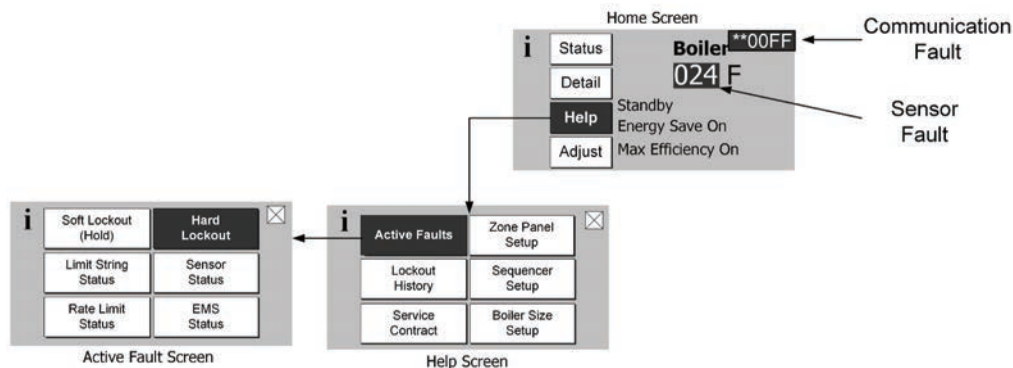 Home Screen
i
Status
Boiler
**00FF
Communication
Fault
Detail
024 F
Sensor
Fault
Help
Standby
Energy Save On
Adjust
Max Efficiency On
i
Soft Lockout
(Hold)
Hard
Lockout
Limit String
Status
Sensor
Status
Rate Limit
Status
EMS
Status
Active Fault Screen
i
Active Faults
Zone Panel
Setup
Lockout
History
Sequencer
Setup
Service
Contract
Boiler Size
Setup
Help Screen